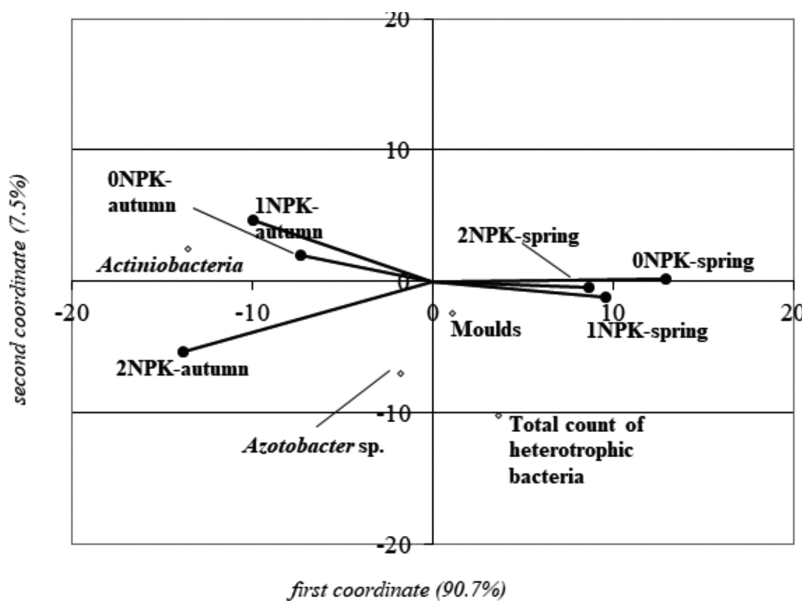 20
10
0NPK-
autumn
1NPK-
autumn
2NPK-spring
0NPK-spring
Actiniobacteria
0
-20
-10
0
10
20
Moulds
1NPK-spring
2NPK-autumn
-10
Azotobacter sp.
Total count of
heterotrophic
bacteria
-20
second coordinate (7.5%)
first coordinate (90.7%)